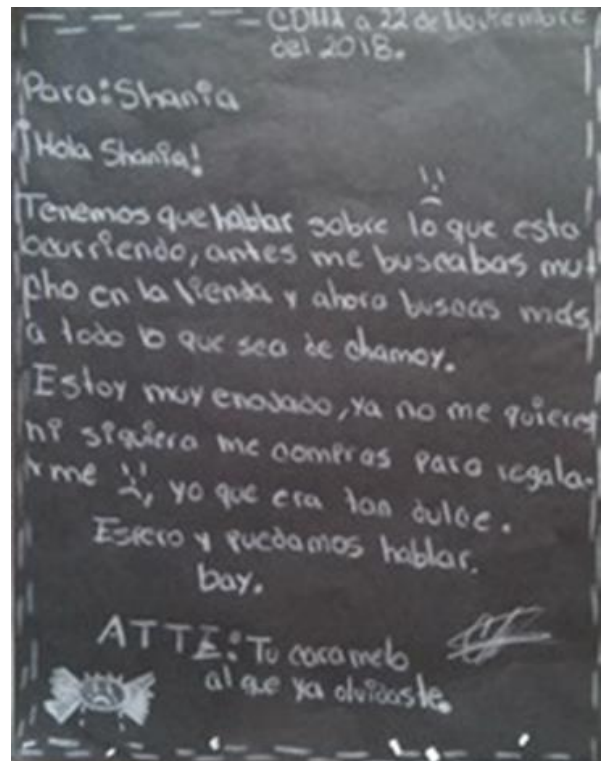 CDMX a 22 de Noviembre
del 2018.
Para: Shania
¡Hola Shania!
Tenemos que hablar sobre lo que esta
ocurriendo, antes me buscabas mu
cho en la tienda y ahora buscas más
a todo lo que sea de chamoy.
Estoy muy enojado, ya no me quieres
ni siquiera me compras para regala-
rme :(, yo que era tan dulce.
Espero y puedamos hablar.
bay.
ATTE: Tu caramelo
al que ya olvidaste.